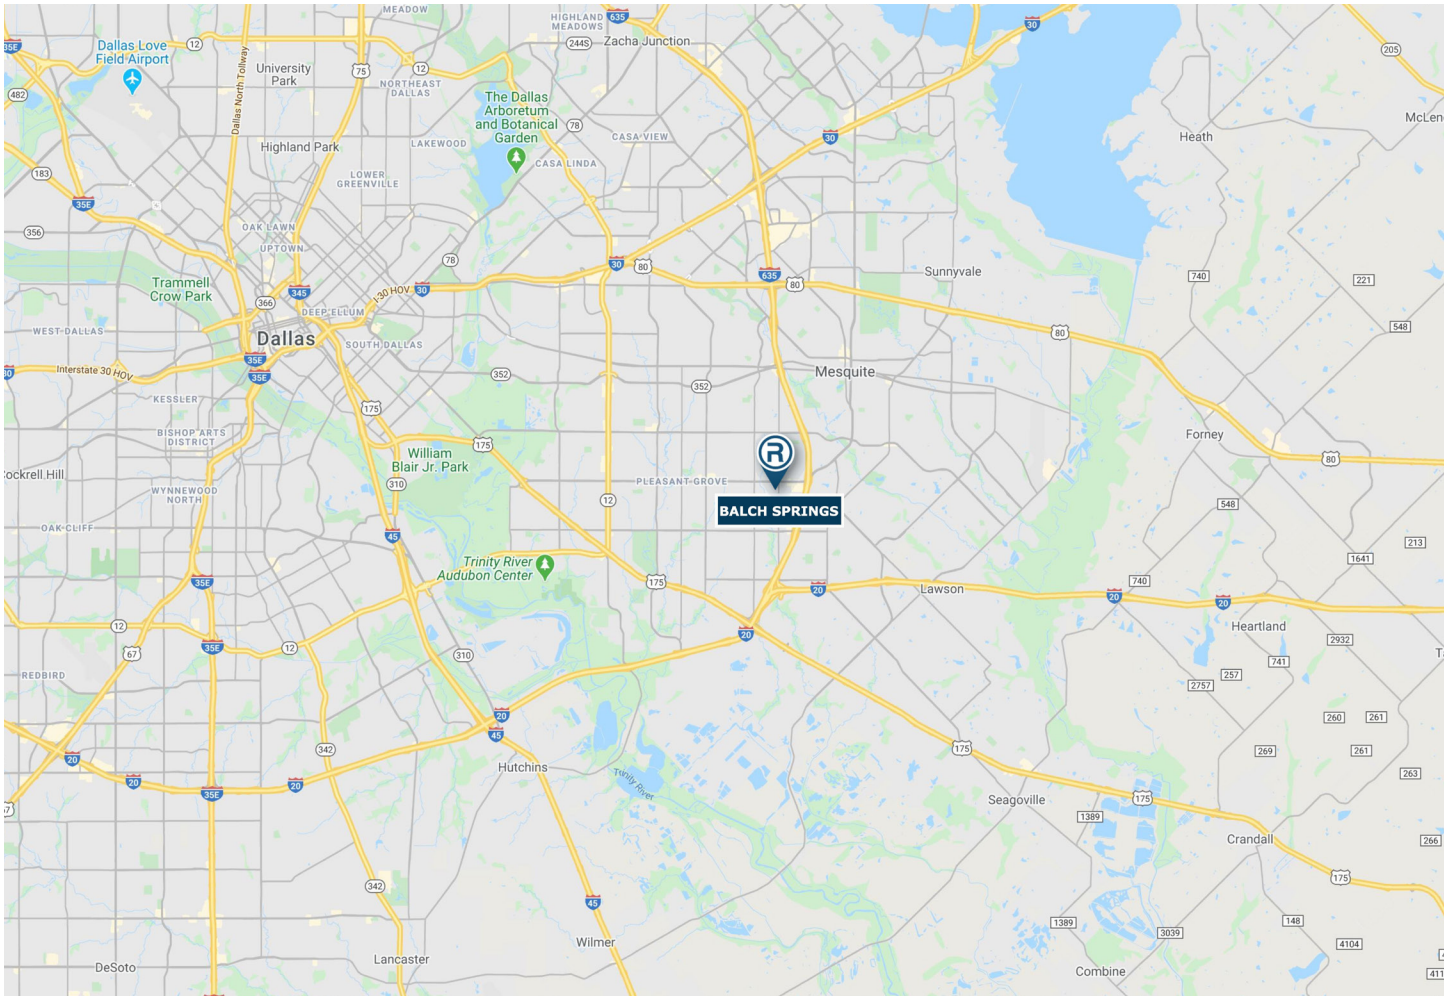 MEADOW
HIGHLAND
MEADOWS
635
30
35E
Dallas Love
Field Airport
12
244S
Zacha Junction
205
University
Park
75
12
NORTHEAST
DALLAS
482
Dallas North Tollway
The Dallas
Arboretum
and Botanical
Garden
78
McLen
Highland Park
LAKEWOOD
CASA VIEW
30
Heath
CASA LINDA
183
LOWER
GREENVILLE
35E
356
OAK LAWN
UPTOWN
78
30
80
635
80
Sunnyvale
740
221
Trammell
Crow Park
366
345
I-30 HOV
30
DEEP ELLUM
WEST DALLAS
Dallas
SOUTH DALLAS
80
548
35E
35E
30
Interstate 30 HOV
352
352
Mesquite
KESSLER
175
BISHOP ARTS
DISTRICT
175
R
Forney
80
William
Blair Jr. Park
Cockrell Hill
WYNNEWOOD
NORTH
310
PLEASANT GROVE
12
BALCH SPRINGS
548
OAK CLIFF
45
213
1641
Trinity River
Audubon Center
35E
175
20
Lawson
740
20
20
12
20
Heartland
67
35E
12
310
2932
741
REDBIRD
257
2757
20
45
260
261
342
175
269
261
20
20
20
Hutchins
Trinity River
263
35E
Seagoville
175
67
1389
Crandall
266
342
175
45
1389
148
3039
4104
Wilmer
DeSoto
Lancaster
Combine
411